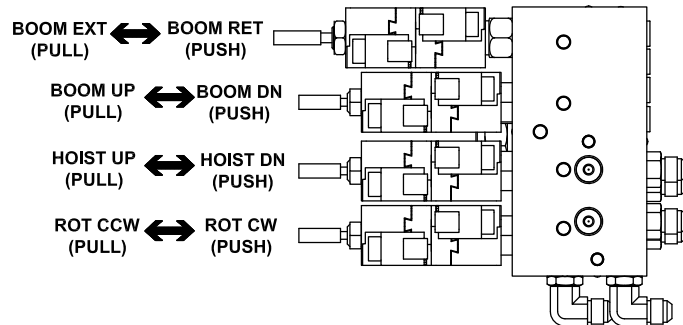 BOOM EXT BOOM RET
(PULL) (PUSH)
BOOM UP BOOM DN
(PULL) (PUSH)
HOIST UP HOIST DN
(PULL) (PUSH)
ROT CCW ROT CW
(PULL) (PUSH)